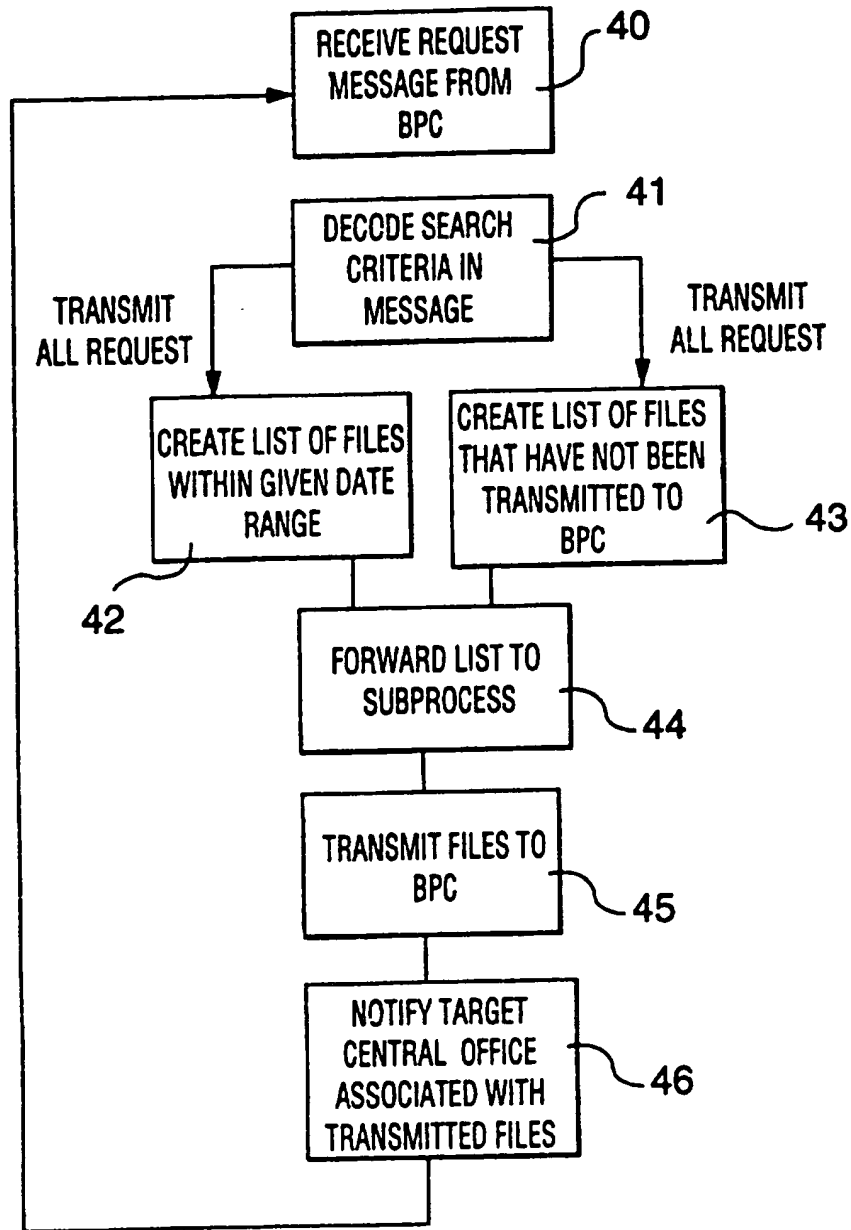 RECEIVE REQUEST
MESSAGE FROM
BPC
40
DECODE SEARCH
CRITERIA IN
MESSAGE
41
TRANSMIT
ALL REQUEST
TRANSMIT
ALL REQUEST
CREATE LIST OF FILES
WITHIN GIVEN DATE
RANGE
42
CREATE LIST OF FILES
THAT HAVE NOT BEEN
TRANSMITTED TO
BPC
43
FORWARD LIST TO
SUBPROCESS
44
TRANSMIT FILES TO
BPC
45
NOTIFY TARGET
CENTRAL OFFICE
ASSOCIATED WITH
TRANSMITTED FILES
46